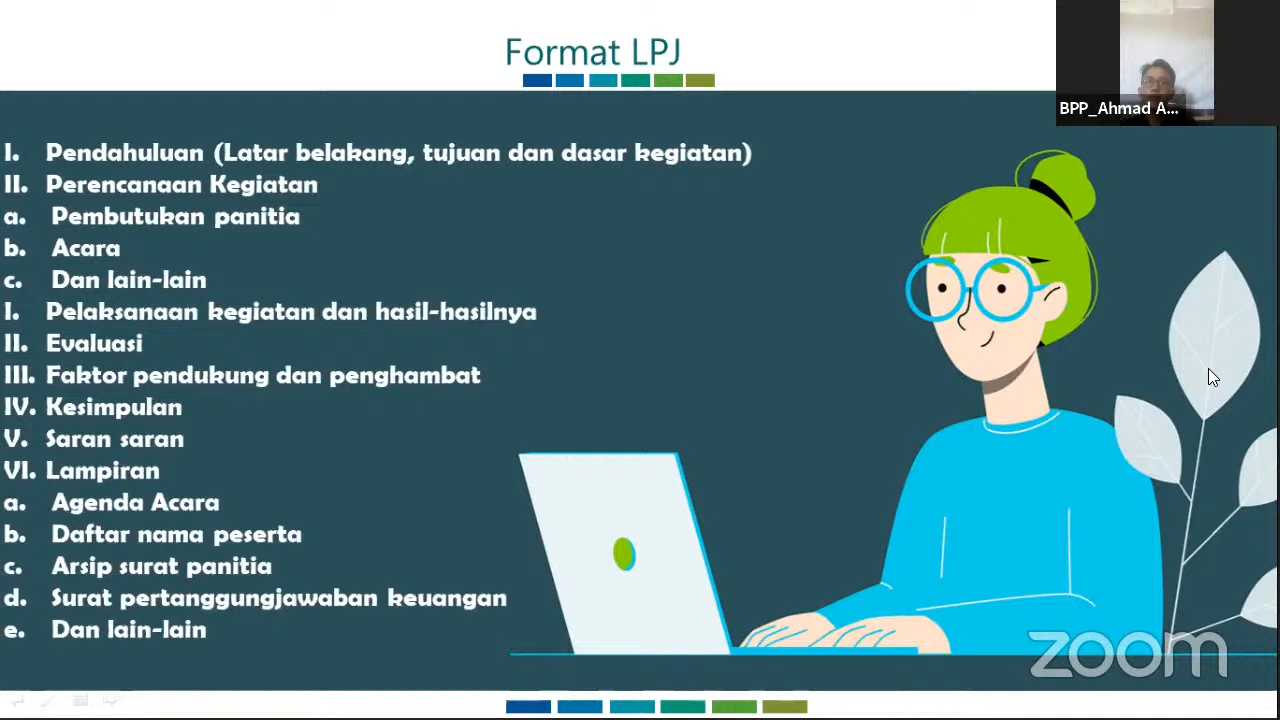 Format LPJ
BPP_Ahmad A...
I. Pendahuluan (Latar belakang, tujuan dan dasar kegiatan)
II. Perencanaan Kegiatan
a. Pembutukan panitia
b. Acara
c. Dan lain-lain
I. Pelaksanaan kegiatan dan hasil-hasilnya
II. Evaluasi
III. Faktor pendukung dan penghambat
IV. Kesimpulan
V. Saran saran
VI. Lampiran
a. Agenda Acara
b. Daftar nama peserta
c. Arsip surat panitia
d. Surat pertanggungjawaban keuangan
e. Dan lain-lain
zoom